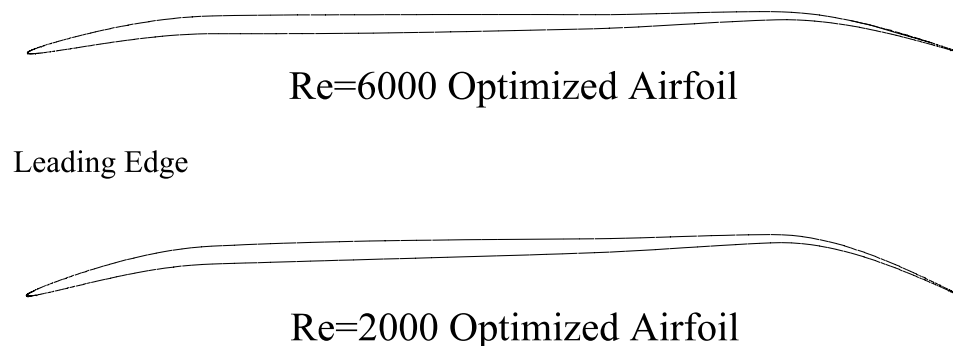 Re=6000 Optimized Airfoil
Leading Edge
Re=2000 Optimized Airfoil